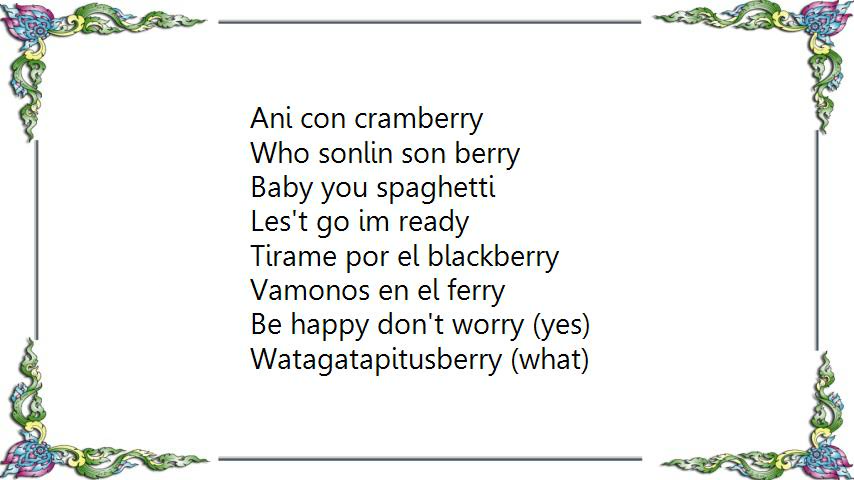 Ani con cramberry
Who sonlin son berry
Baby you spaghetti
Les't go im ready
Tirame por el blackberry
Vamonos en el ferry
Be happy don't worry (yes)
Watagatapitusberry (what)